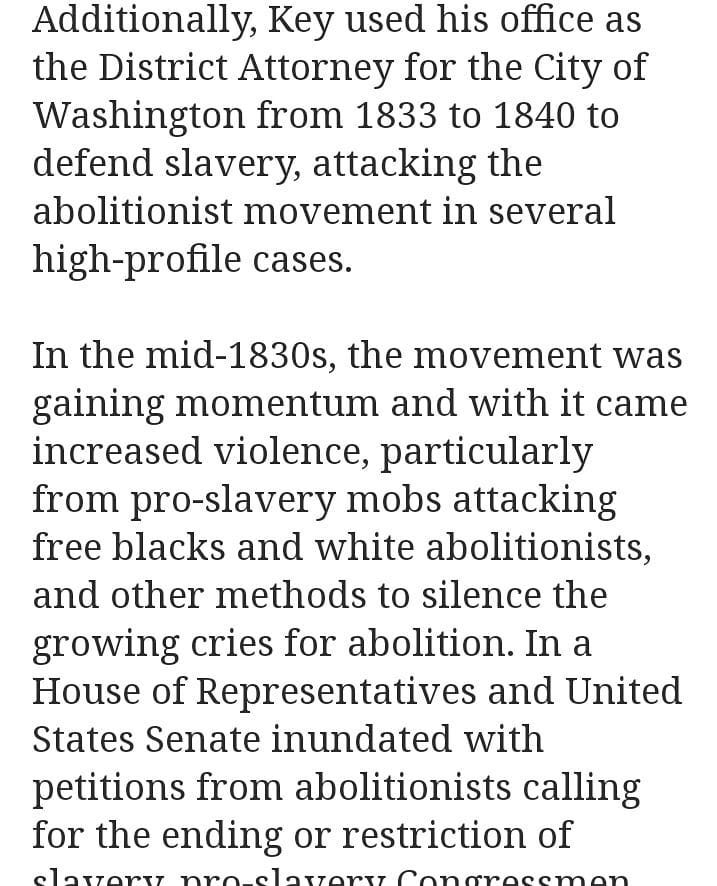 Additionally, Key used his office as
the District Attorney for the City of
Washington from 1833 to 1840 to
defend slavery, attacking the
abolitionist movement in several
high-profile cases.
In the mid-1830s, the movement was
gaining momentum and with it came
increased violence, particularly
from pro-slavery mobs attacking
free blacks and white abolitionists,
and other methods to silence the
growing cries for abolition. In a
House of Representatives and United
States Senate inundated with
petitions from abolitionists calling
for the ending or restriction of
slavery, pro-slavery Congressmen